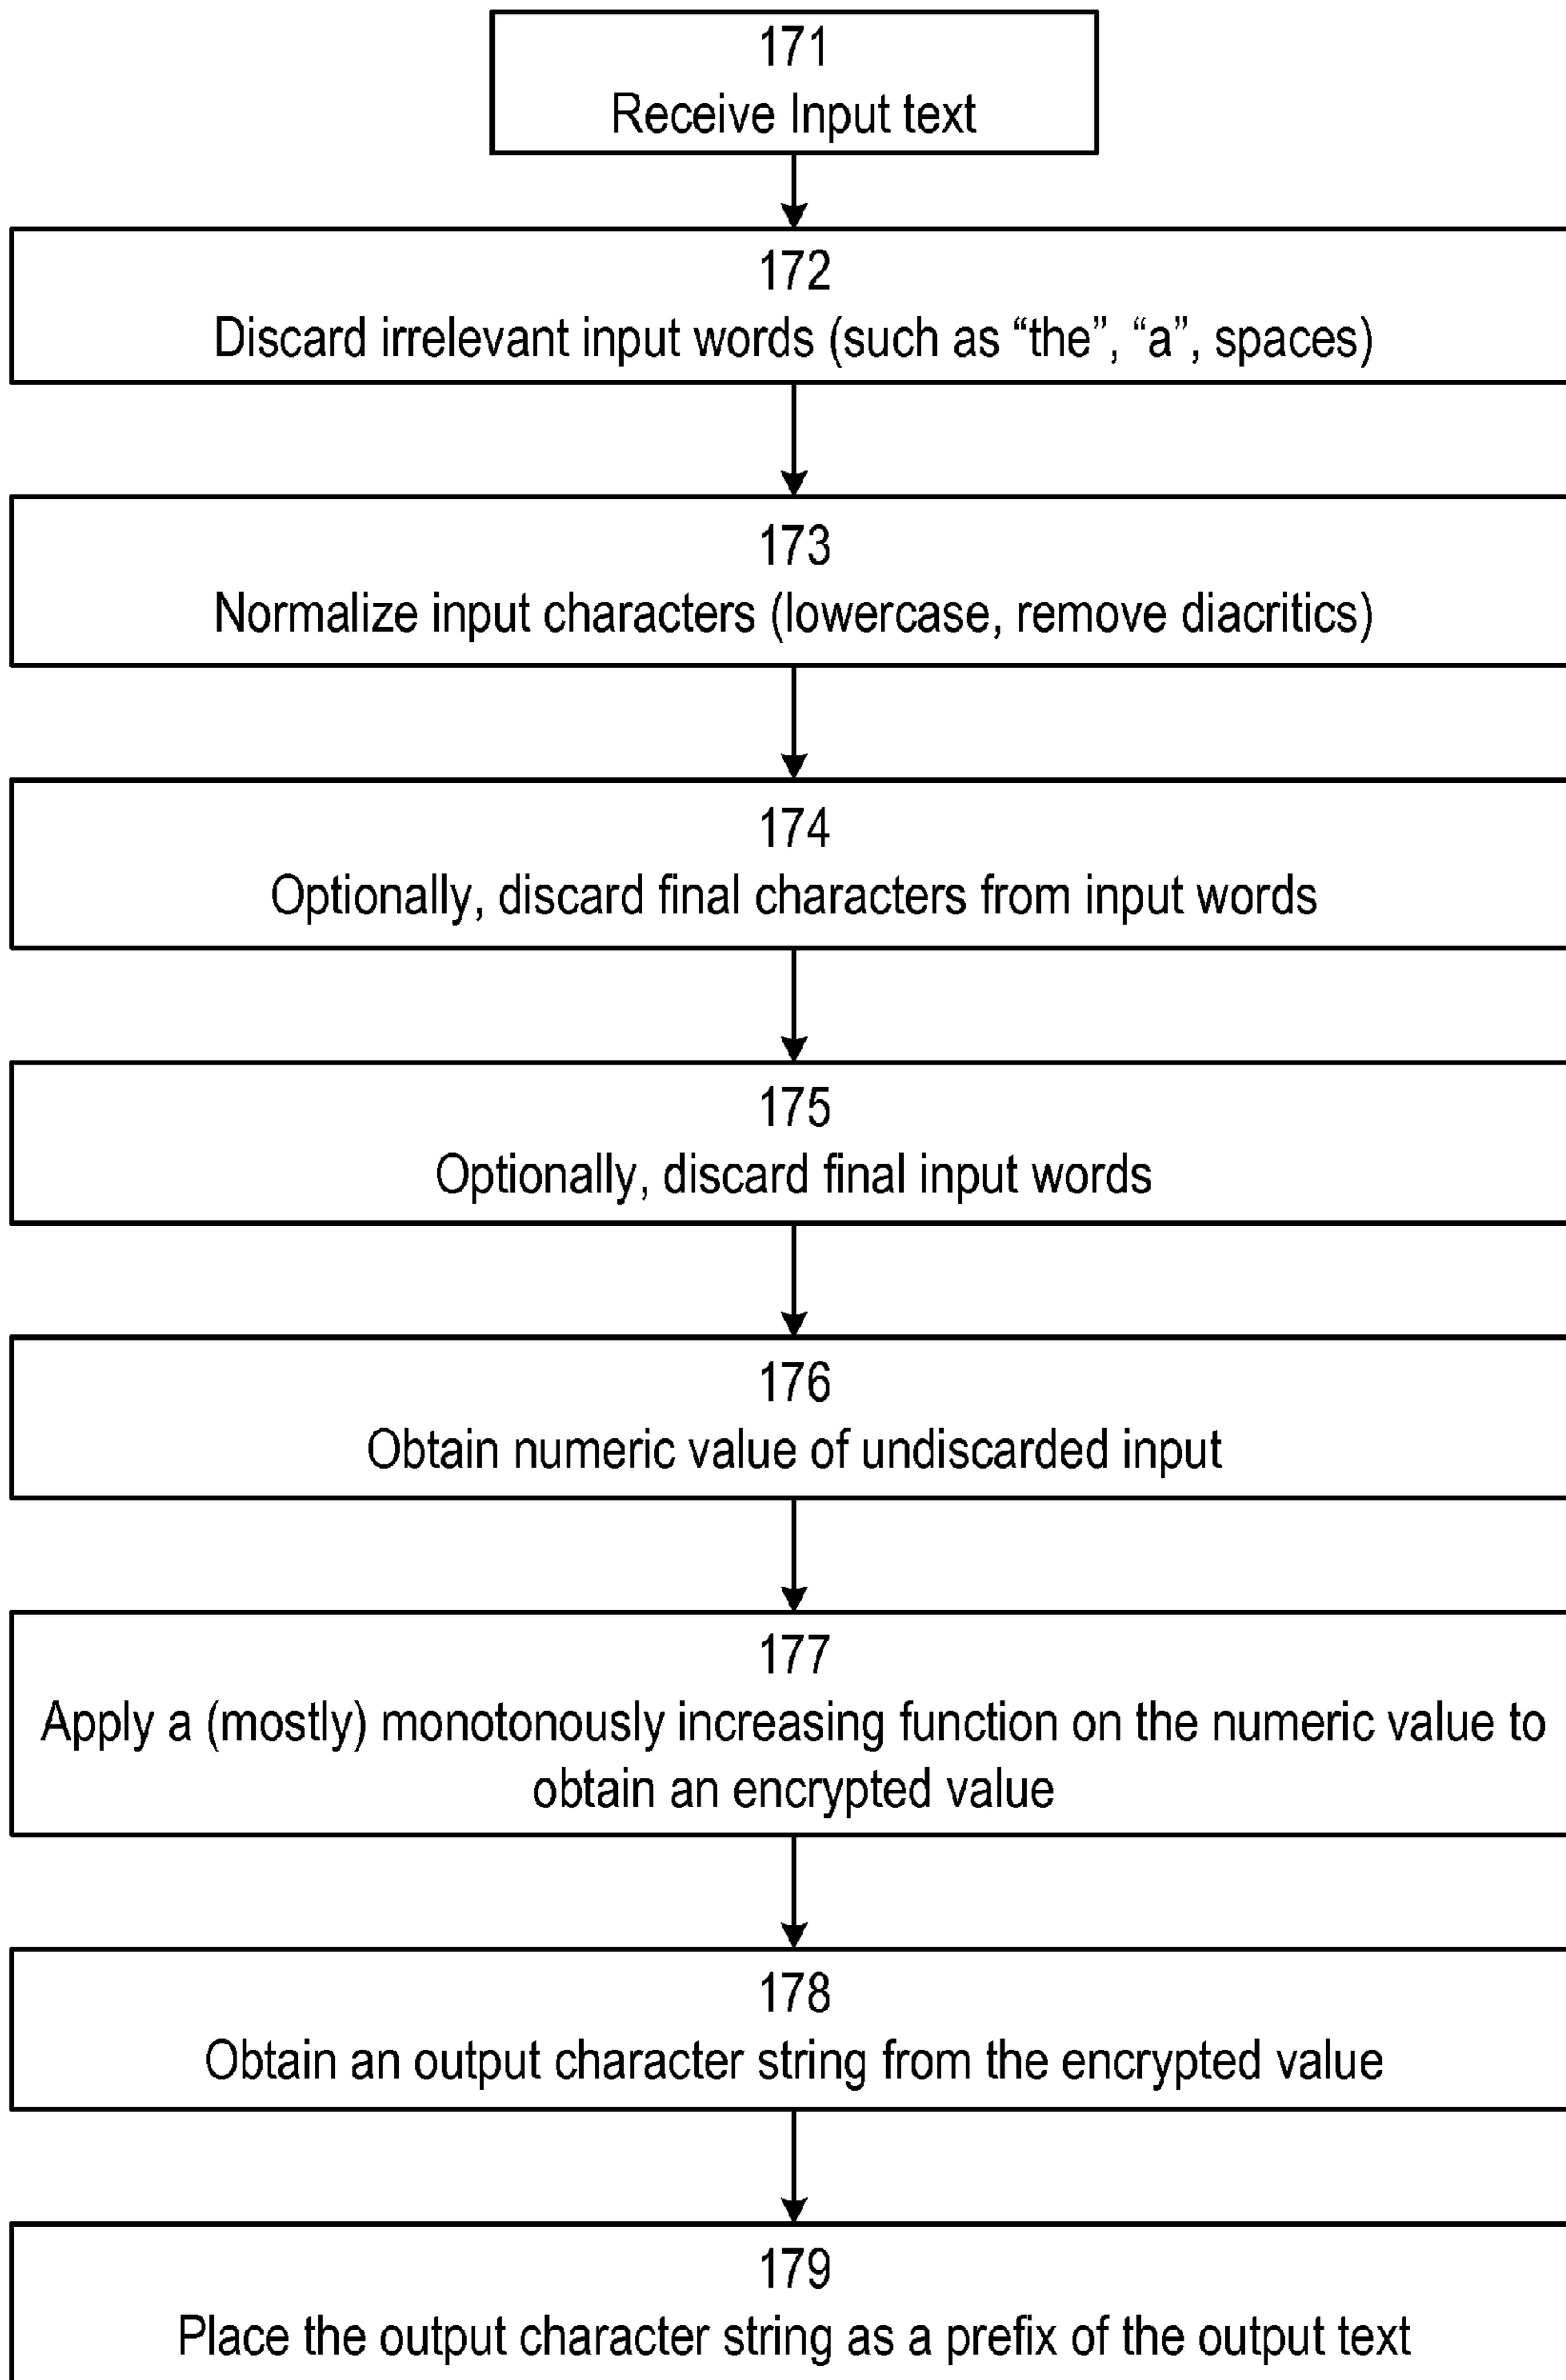 171
Receive Input text
172
Discard irrelevant input words (such as “the”, “a”, spaces)
173
Normalize input characters (lowercase, remove diacritics)
174
Optionally, discard final characters from input words
175
Optionally, discard final input words
176
Obtain numeric value of undiscarded input
177
Apply a (mostly) monotonously increasing function on the numeric value to
obtain an encrypted value
178
Obtain an output character string from the encrypted value
179
Place the output character string as a prefix of the output text